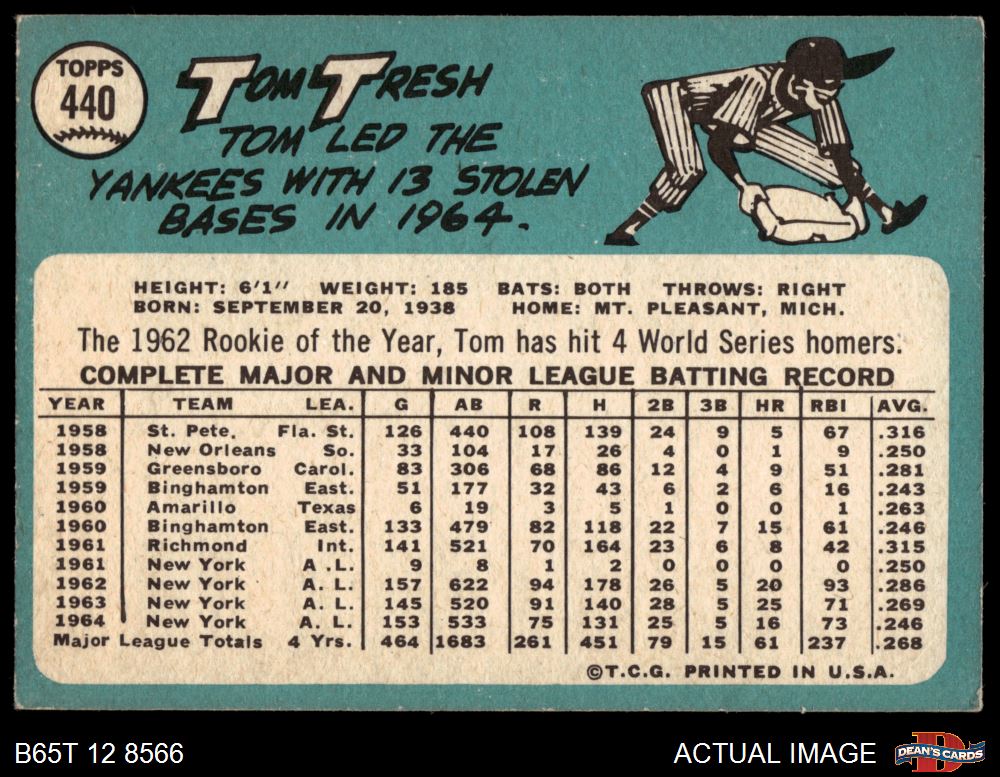 TOPPS
440
TOM TRESH
TOM LED THE
YANKEES WITH 13 STOLEN
BASES IN 1964.
HEIGHT: 6'1" WEIGHT: 185 BATS: BOTH THROWS: RIGHT
BORN: SEPTEMBER 20, 1938 HOME: MT. PLEASANT, MICH.
The 1962 Rookie of the Year, Tom has hit 4 World Series homers.
COMPLETE MAJOR AND MINOR LEAGUE BATTING RECORD
YEAR TEAM LEA. G AB R H 2B 3B HR RBI AVG.
1958 St. Pete. Fla. St. 126 440 108 139 24 9 5 67 .316
1958 New Orleans So. 33 104 17 26 4 0 1 9 .250
1959 Greensboro Carol. 83 306 68 86 12 4 9 51 .281
1959 Binghamton East. 51 177 32 43 6 2 6 16 .243
1960 Amarillo Texas 6 19 3 5 1 0 0 1 .263
1960 Binghamton East. 133 479 82 118 22 7 15 61 .246
1961 Richmond Int. 141 521 70 164 23 6 8 42 .315
1961 New York A .L. 9 8 1 2 0 0 0 0 .250
1962 New York A. L. 157 622 94 178 26 5 20 93 .286
1963 New York A. L. 145 520 91 140 28 5 25 71 .269
1964 New York A. L. 153 533 75 131 25 5 16 73 .246
Major League Totals 4 Yrs. 464 1683 261 451 79 15 61 237 .268
©T.C.G. PRINTED IN U.S.A.
B65T 12 8566
ACTUAL IMAGE
D
DEAN'S CARDS